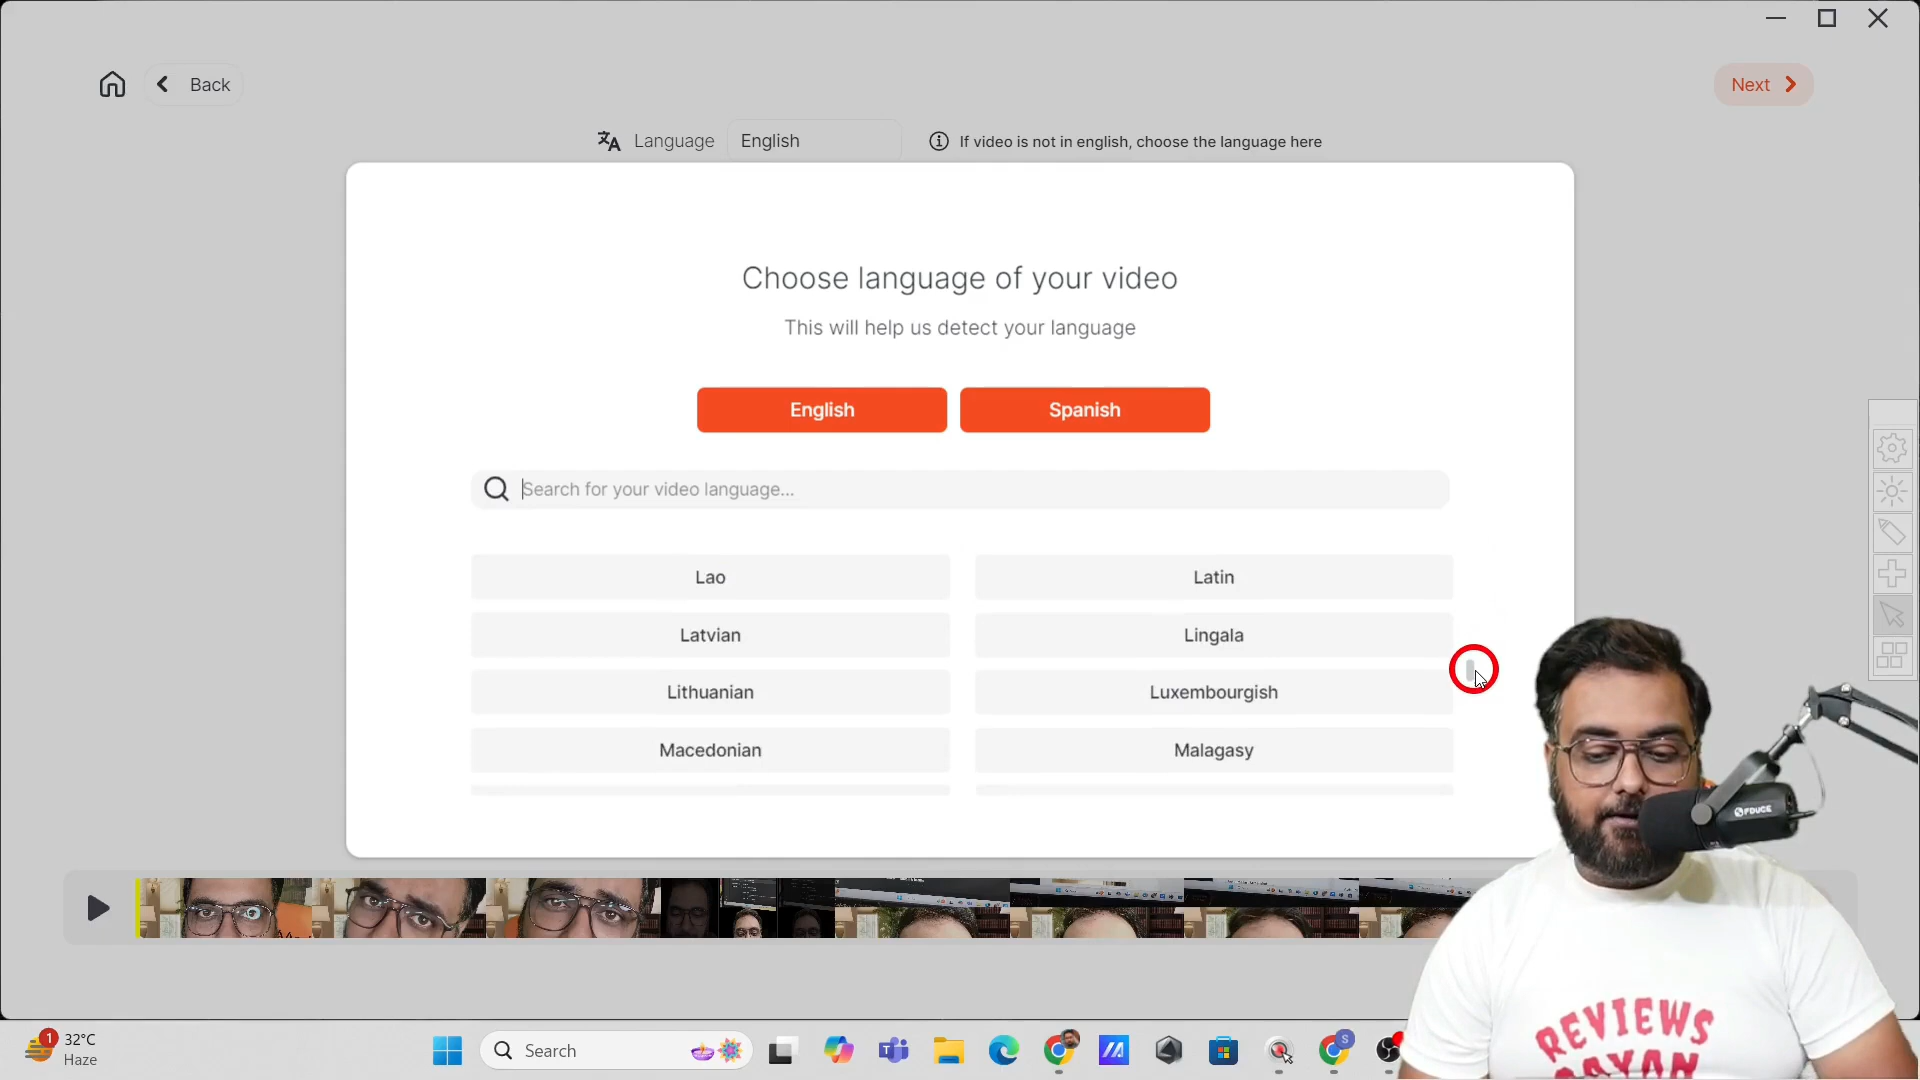 Back
Next
Language
English
If video is not in english, choose the language here
Choose language of your video
This will help us detect your language
English
Spanish
Search for your video language...
Lao
Latin
Latvian
Lingala
Lithuanian
Luxembourgish
Macedonian
Malagasy
FDUCE
1
32°C
Haze
Search
S
REVIEWS